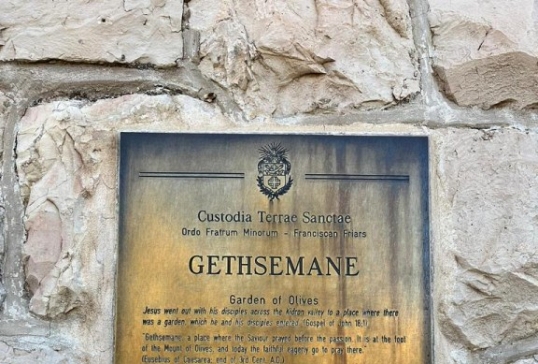 Custodia Terrae Sanctae
Ordo Fratrum Minorum - Franciscan Friars
GETHSEMANE
Garden of Olives
Jesus went out with his disciples across the kidron valley to a place where there
was a garden, which he and his disciples entered. (Gospel of John 18:1)
"Gethsemane, a place where the Saviour prayed before the passion. It is at the foot
of the Mount of Olives, and today the faithful eagerly go to pray there."
(Eusebius of Caesarea, end of 3rd Cent. A.D.)